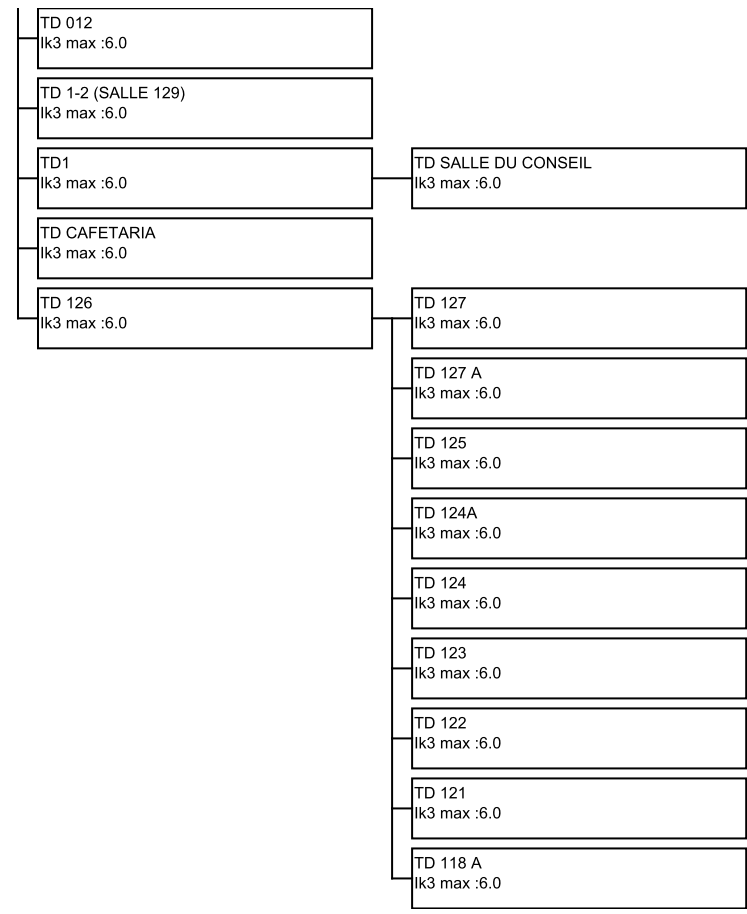 TD 012
Ik3 max :6.0
TD 1-2 (SALLE 129)
Ik3 max :6.0
TD1
Ik3 max :6.0
TD SALLE DU CONSEIL
Ik3 max :6.0
TD CAFETARIA
Ik3 max :6.0
TD 126
Ik3 max :6.0
TD 127
Ik3 max :6.0
TD 127 A
Ik3 max :6.0
TD 125
Ik3 max :6.0
TD 124A
Ik3 max :6.0
TD 124
Ik3 max :6.0
TD 123
Ik3 max :6.0
TD 122
Ik3 max :6.0
TD 121
Ik3 max :6.0
TD 118 A
Ik3 max :6.0